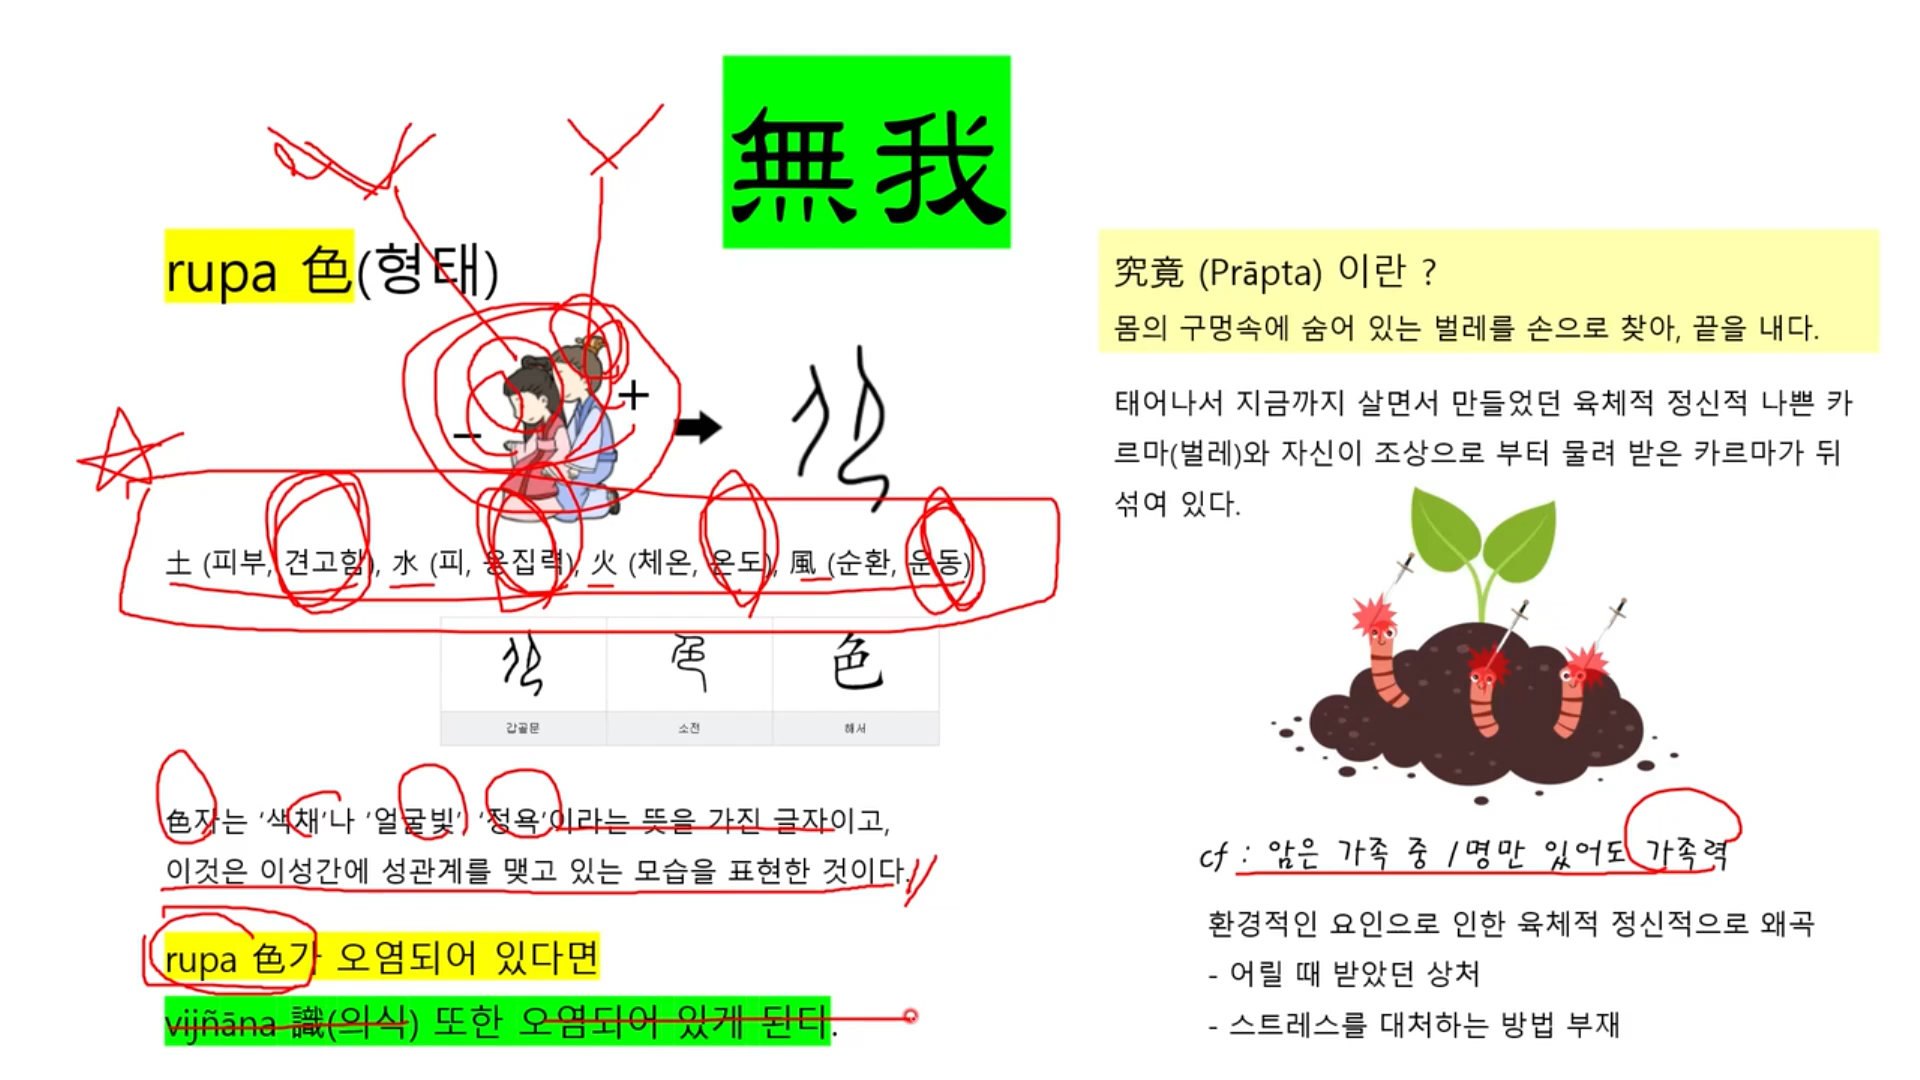 無我
rupa 色(형태)
- +
土 (피부, 견고함), 水 (피, 응집력), 火 (체온, 온도), 風 (순환, 운동)
갑골문 소전 해서
色
色자는 ‘색채’나 ‘얼굴빛’, ‘정욕’이라는 뜻을 가진 글자이고,
이것은 이성간에 성관계를 맺고 있는 모습을 표현한 것이다.
rupa 色가 오염되어 있다면
vijñāna 識(의식) 또한 오염되어 있게 된다.
究竟 (Prāpta) 이란 ?
몸의 구멍속에 숨어 있는 벌레를 손으로 찾아, 끝을 내다.
태어나서 지금까지 살면서 만들었던 육체적 정신적 나쁜 카
르마(벌레)와 자신이 조상으로 부터 물려 받은 카르마가 뒤
섞여 있다.
cf : 암은 가족 중 1명만 있어도 가족력
환경적인 요인으로 인한 육체적 정신적으로 왜곡
- 어릴 때 받았던 상처
- 스트레스를 대처하는 방법 부재